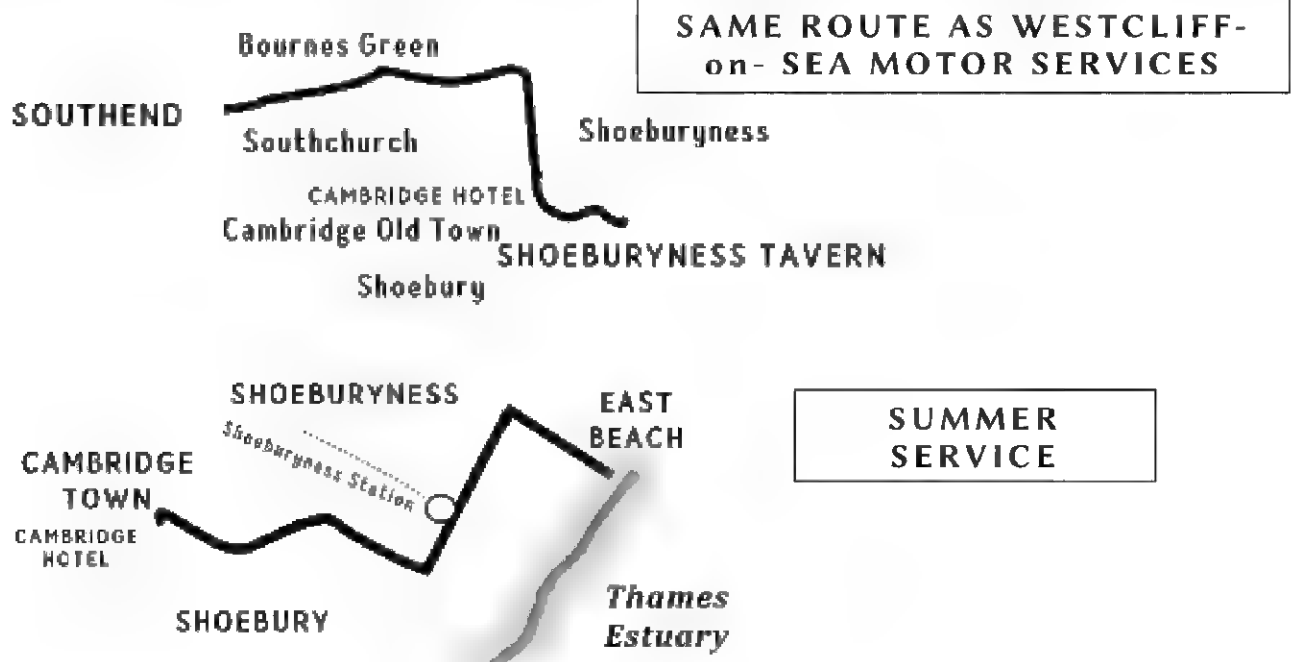 SAME ROUTE AS WESTCLIFF-
on- SEA MOTOR SERVICES
Bournes Green
SOUTHEND
Southchurch
Shoeburyness
CAMBRIDGE HOTEL
Cambridge Old Town
SHOEBURYNESS TAVERN
Shoebury
SHOEBURYNESS
EAST
BEACH
SUMMER
SERVICE
Shoeburyness Station
CAMBRIDGE
TOWN
CAMBRIDGE
HOTEL
SHOEBURY
Thames
Estuary